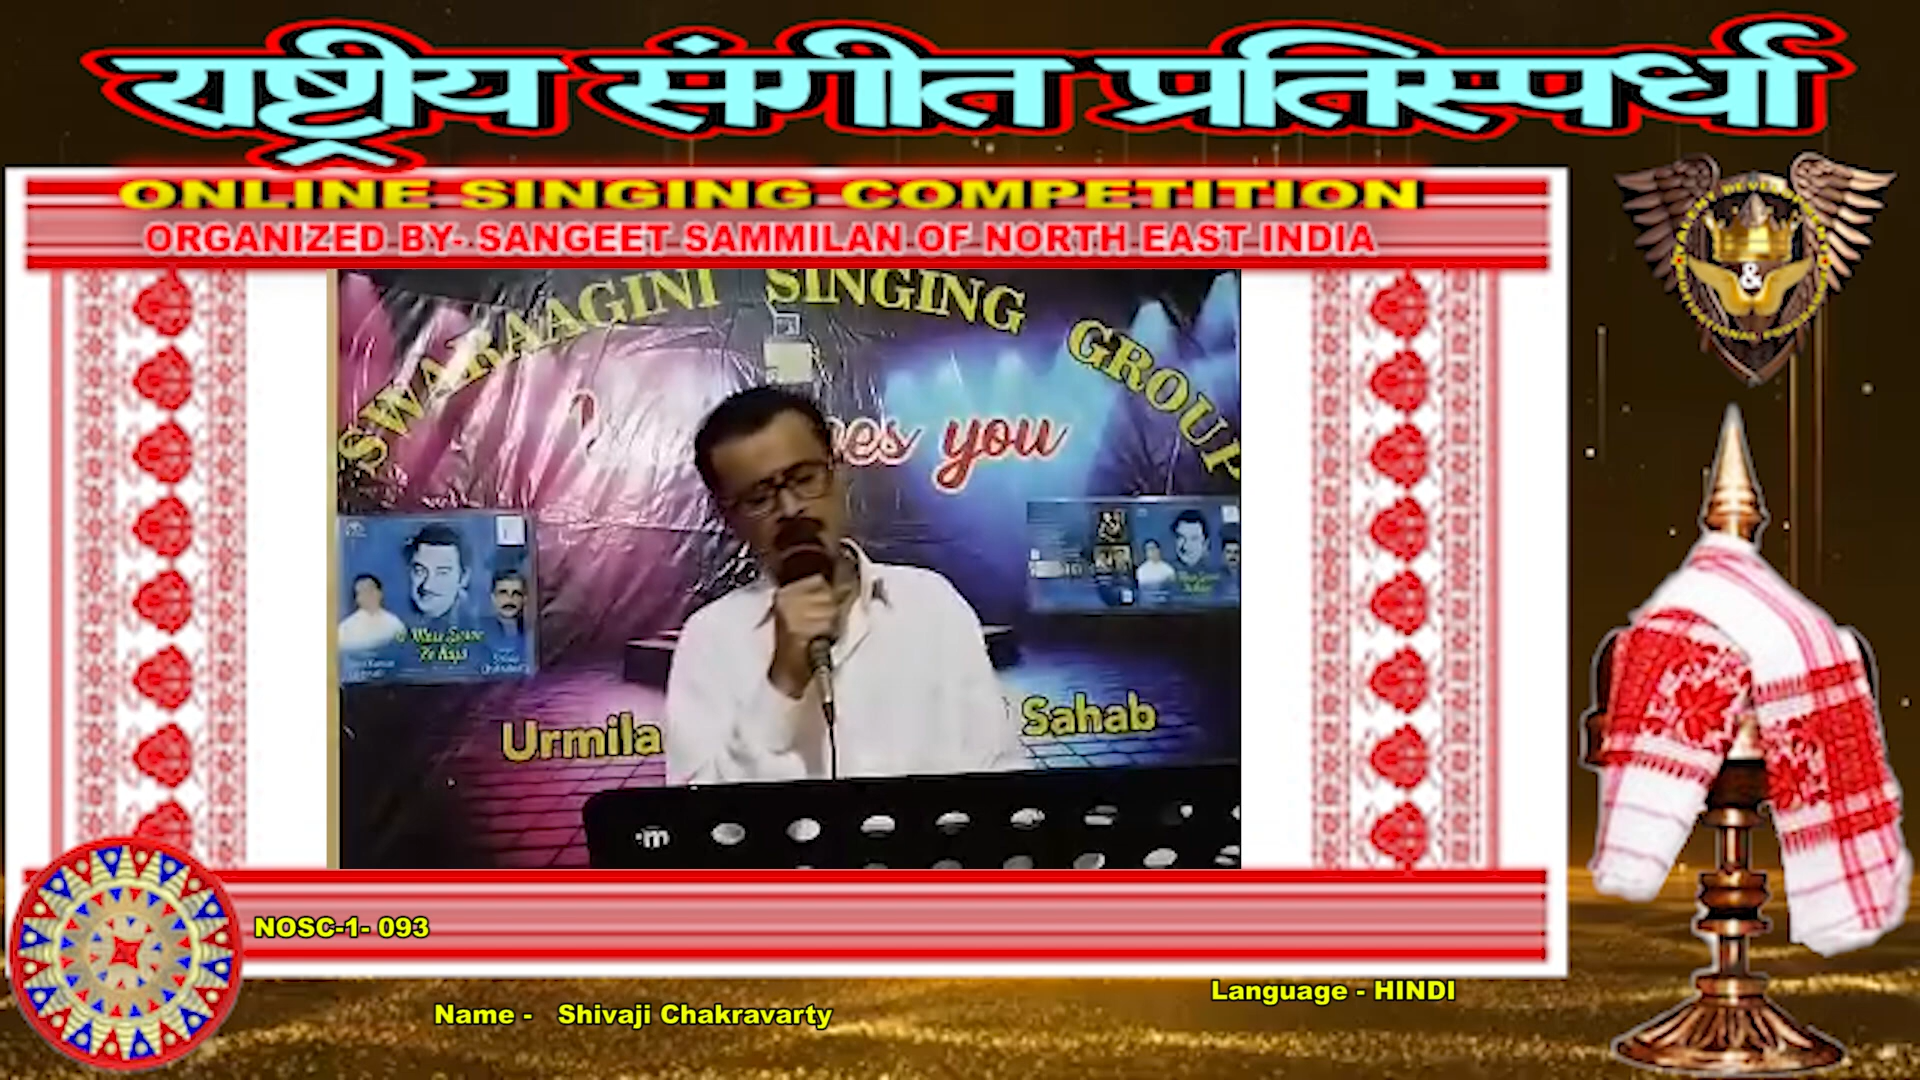 राष्ट्रीय संगीत प्रतिस्पर्धा
ONLINE SINGING COMPETITION
ORGANIZED BY- SANGEET SAMMILAN OF NORTH EAST INDIA
SWARAAGINI SINGING GROUP
you
Urmila
Sahab
&
m
NOSC-1- 093
Language - HINDI
Name - Shivaji Chakravarty